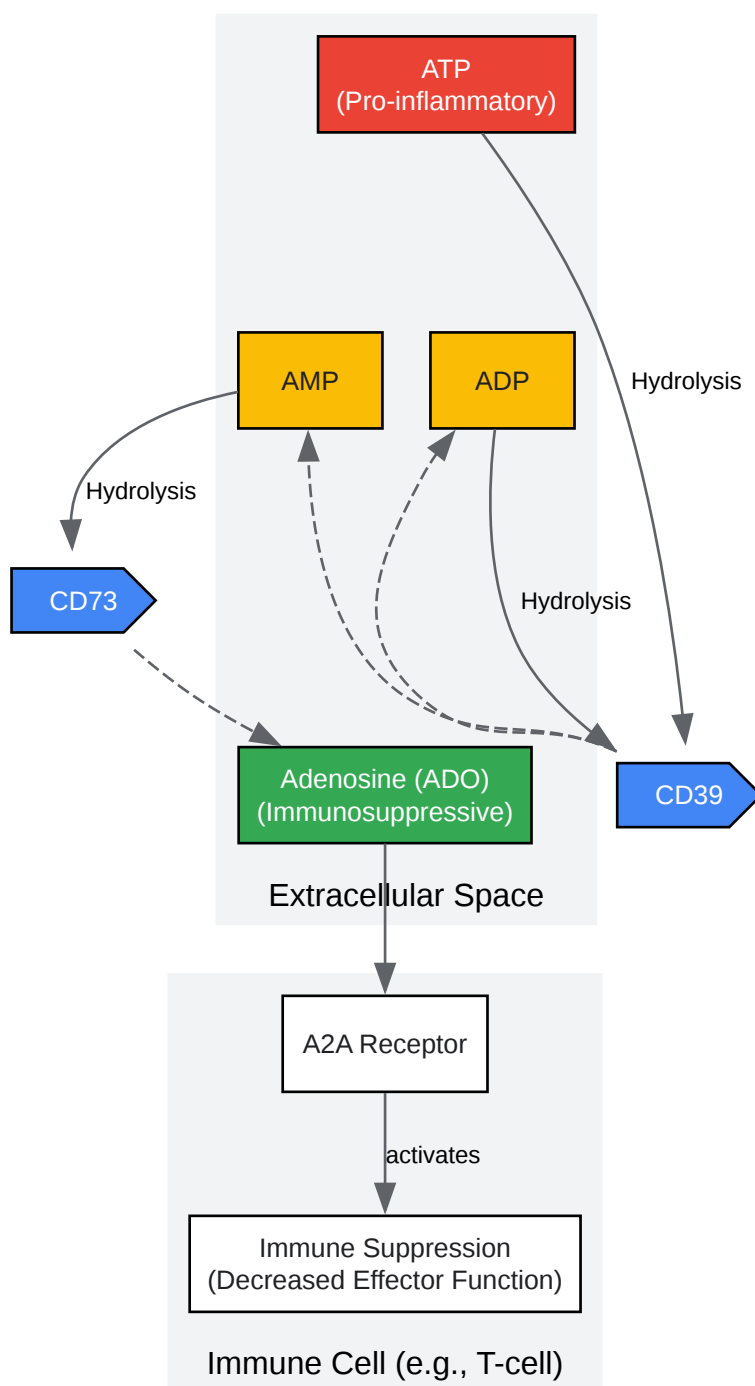 ATP
(Pro-inflammatory)
AMP
ADP
Hydrolysis
Hydrolysis
CD73
Hydrolysis
Adenosine (ADO)
(Immunosuppressive)
CD39
Extracellular Space
A2A Receptor
activates
Immune Suppression
(Decreased Effector Function)
Immune Cell (e.g., T-cell)